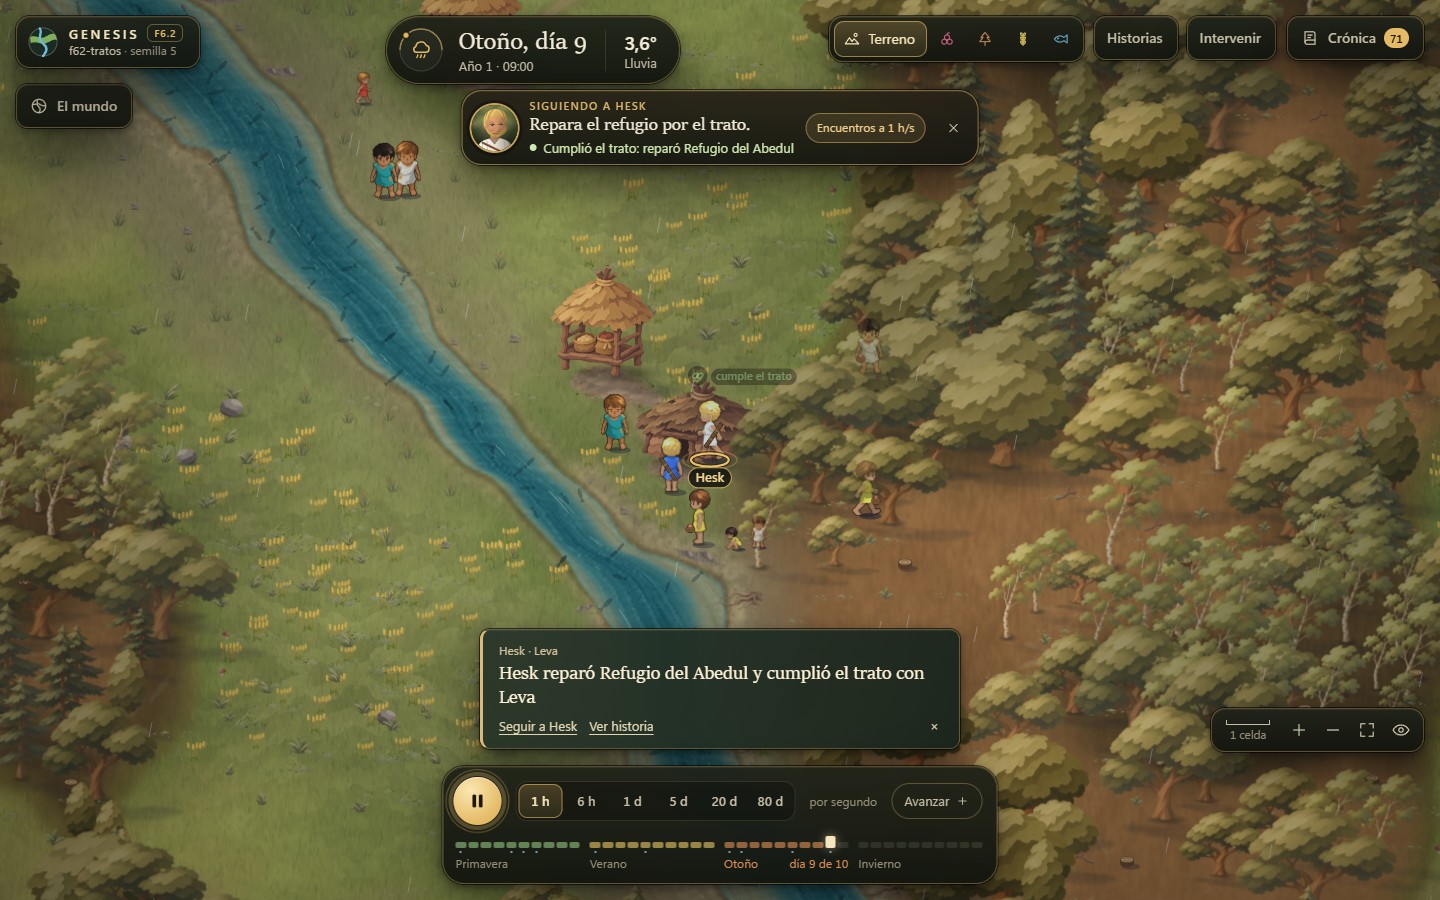 GENESIS F6.2
f62-tratos · semilla 5
El mundo
Otoño, día 9
Año 1 · 09:00
3,6°
Lluvia
Terreno
Historias
Intervenir
Crónica 71
SIGUIENDO A HESK
Repara el refugio por el trato.
Cumplió el trato: reparó Refugio del Abedul
Encuentros a 1 h/s
cumple el trato
Hesk
Hesk · Leva
Hesk reparó Refugio del Abedul y cumplió el trato con
Leva
Seguir a Hesk Ver historia
1 celda
1 h 6 h 1 d 5 d 20 d 80 d por segundo Avanzar
Primavera Verano Otoño día 9 de 10 Invierno